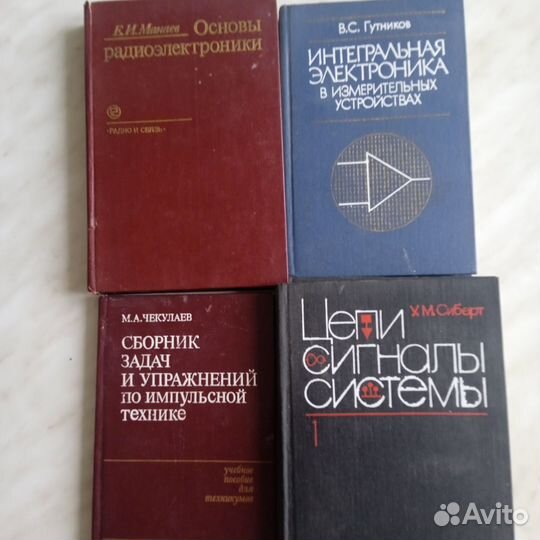 К.И.Манаев Основы
радиоэлектроники
«РАДИО И СВЯЗЬ»
В.С. Гутников
ИНТЕГРАЛЬНАЯ
ЭЛЕКТРОНИКА
В ИЗМЕРИТЕЛЬНЫХ
УСТРОЙСТВАХ
М.А.ЧЕКУЛАЕВ
СБОРНИК
ЗАДАЧ
И УПРАЖНЕНИЙ
ПО ИМПУЛЬСНОЙ
ТЕХНИКЕ
учебное
пособие
для
техникумов
У.М.Сиберт
Цепи
сигналы
системы
1
Avito